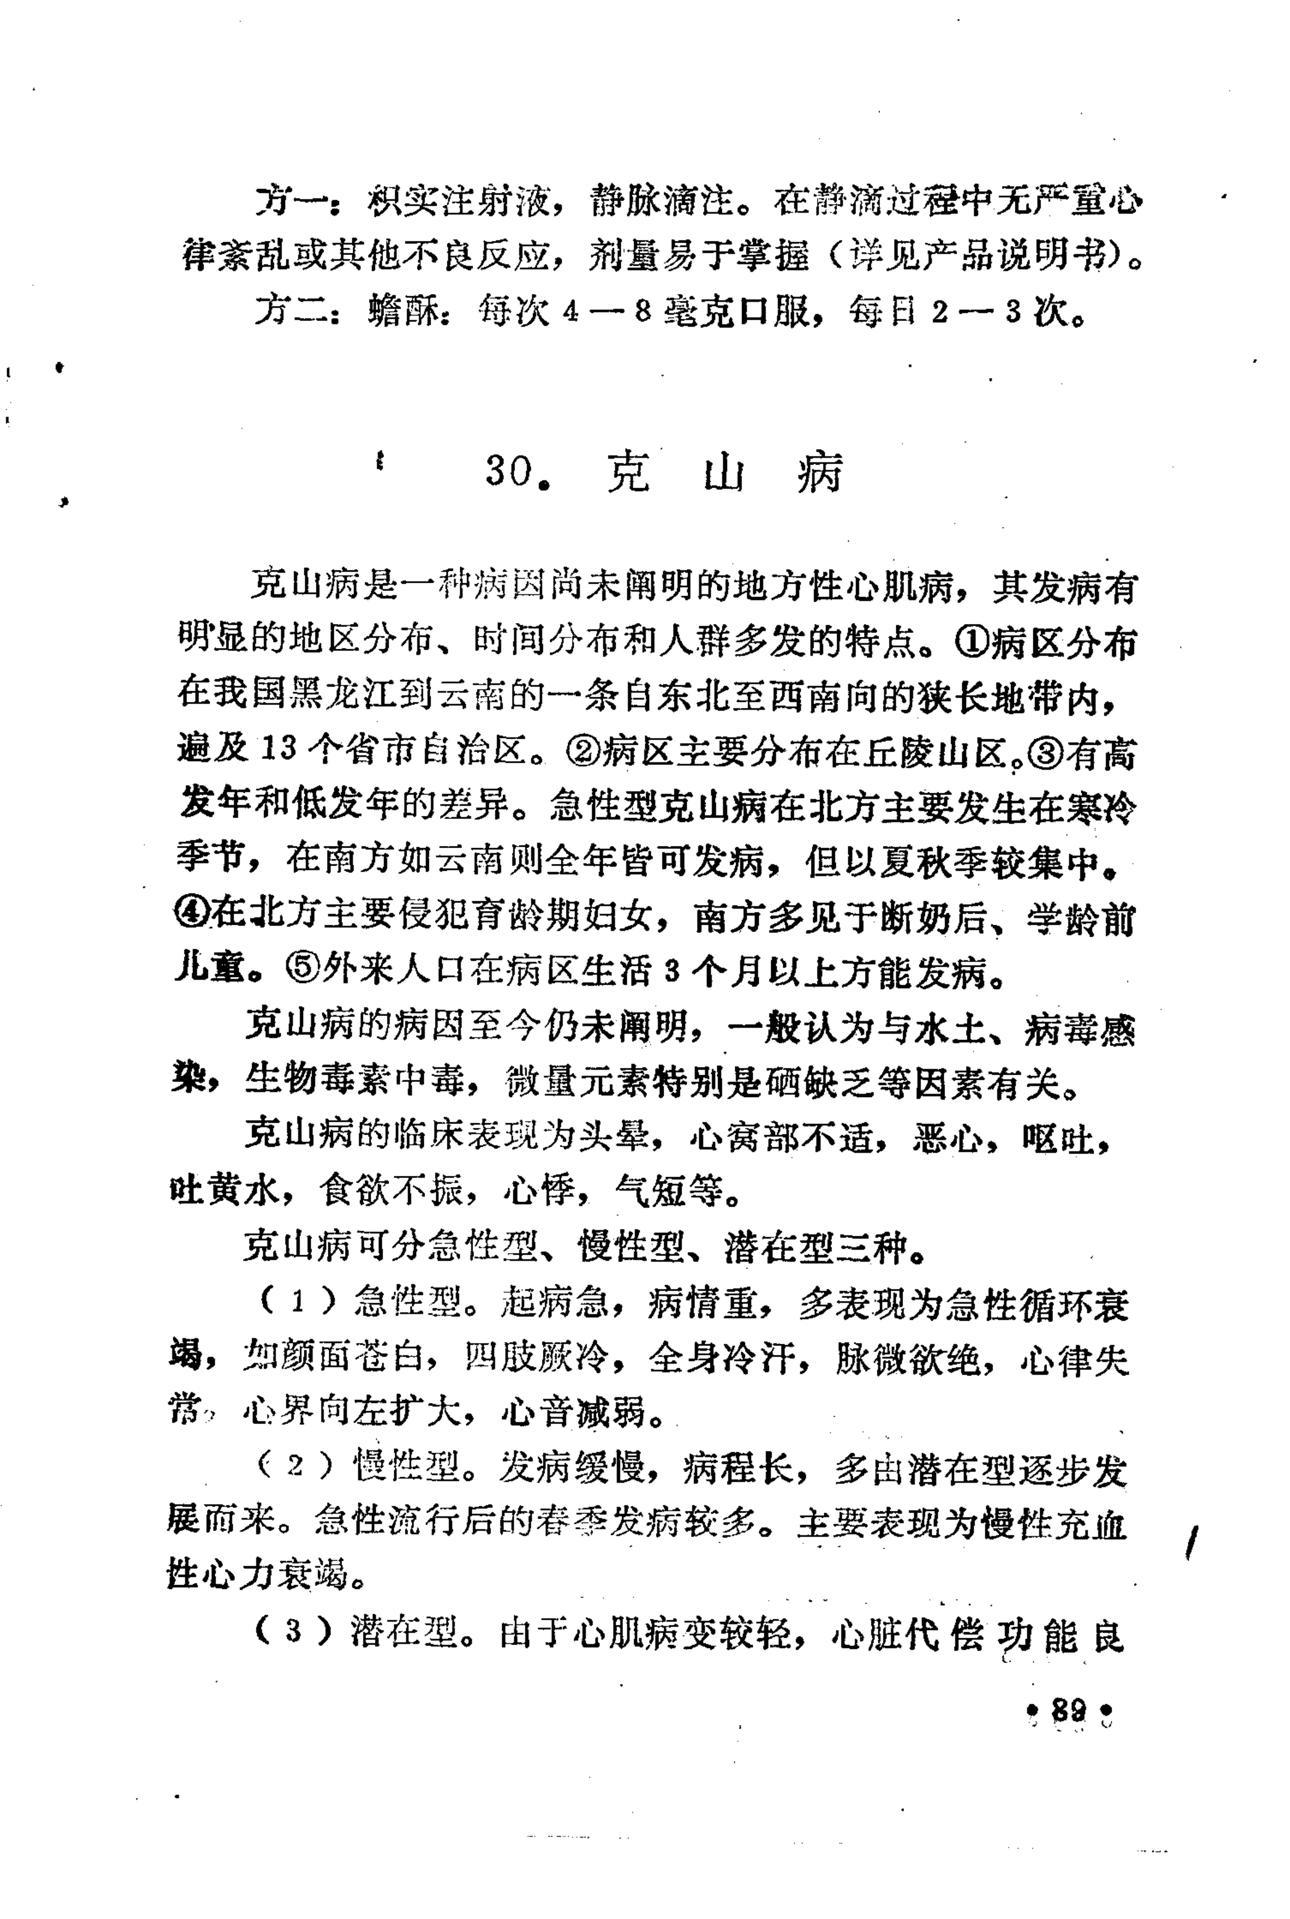 方一：枳实注射液，静脉滴注。在静滴过程中无严重心
律紊乱或其他不良反应，剂量易于掌握（详见产品说明书）。
方二：蟾酥：每次4—8毫克口服，每日2—3次。
30. 克山病
克山病是一种病因尚未阐明的地方性心肌病，其发病有
明显的地区分布、时间分布和人群多发的特点。①病区分布
在我国黑龙江到云南的一条自东北至西南向的狭长地带内，
遍及13个省市自治区。②病区主要分布在丘陵山区。③有高
发年和低发年的差异。急性型克山病在北方主要发生在寒冷
季节，在南方如云南则全年皆可发病，但以夏秋季较集中。
④在北方主要侵犯育龄期妇女，南方多见于断奶后、学龄前
儿童。⑤外来人口在病区生活3个月以上方能发病。
克山病的病因至今仍未阐明，一般认为与水土、病毒感
染，生物毒素中毒，微量元素特别是硒缺乏等因素有关。
克山病的临床表现为头晕，心窝部不适，恶心，呕吐，
吐黄水，食欲不振，心悸，气短等。
克山病可分急性型、慢性型、潜在型三种。
（1）急性型。起病急，病情重，多表现为急性循环衰
竭，如颜面苍白，四肢厥冷，全身冷汗，脉微欲绝，心律失
常，心界向左扩大，心音减弱。
（2）慢性型。发病缓慢，病程长，多由潜在型逐步发
展而来。急性流行后的春季发病较多。主要表现为慢性充血
性心力衰竭。
（3）潜在型。由于心肌病变较轻，心脏代偿功能良
•89•